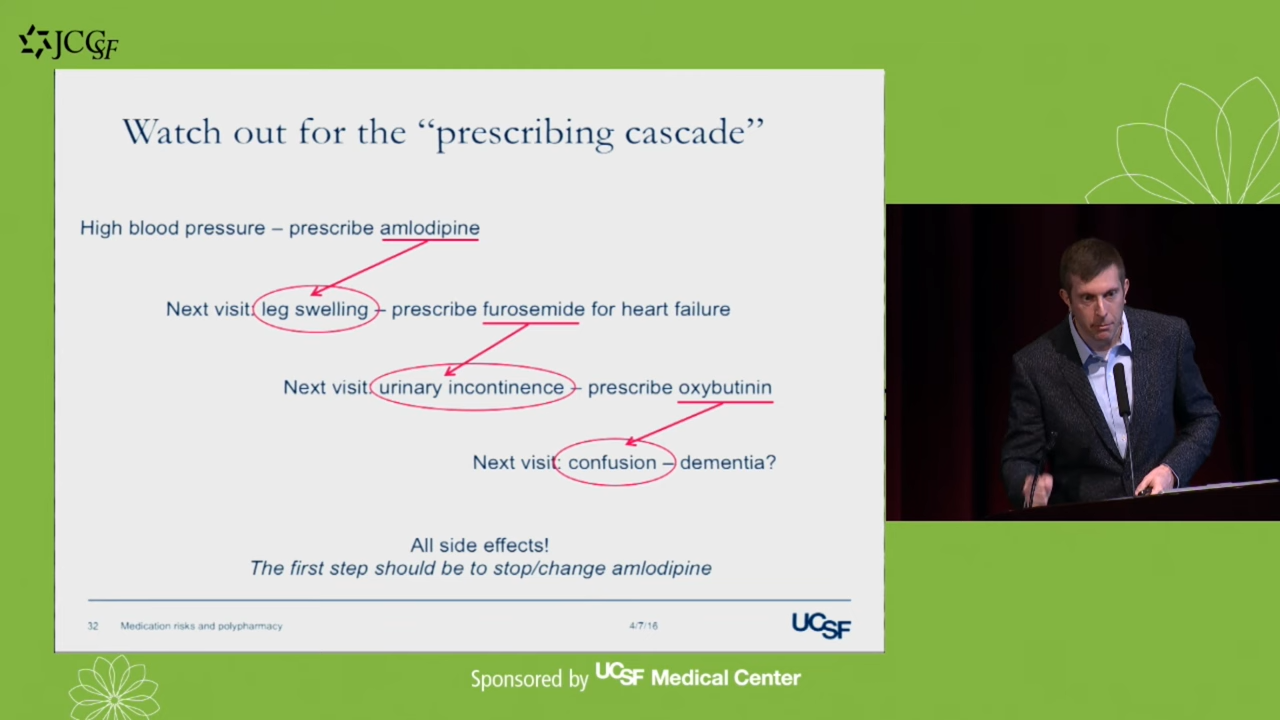 JCCSF
Watch out for the “prescribing cascade”
High blood pressure – prescribe amlodipine
Next visit: leg swelling – prescribe furosemide for heart failure
Next visit: urinary incontinence – prescribe oxybutinin
Next visit: confusion – dementia?
All side effects!
The first step should be to stop/change amlodipine
32 Medication risks and polypharmacy 4/7/16 UCSF
Sponsored by UCSF Medical Center